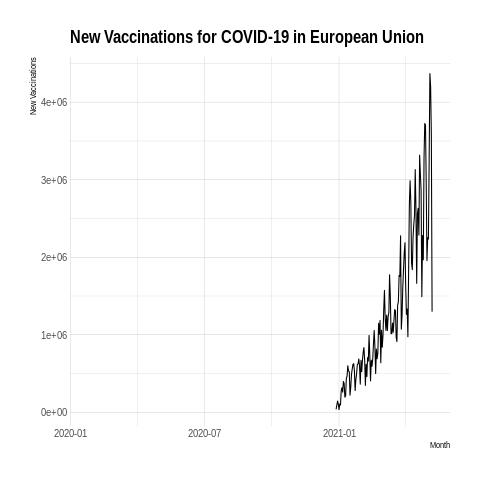 New Vaccinations for COVID-19 in European Union
New Vaccinations
4e+06
3e+06
2e+06
1e+06
0e+00
2020-01 2020-07 2021-01
Month